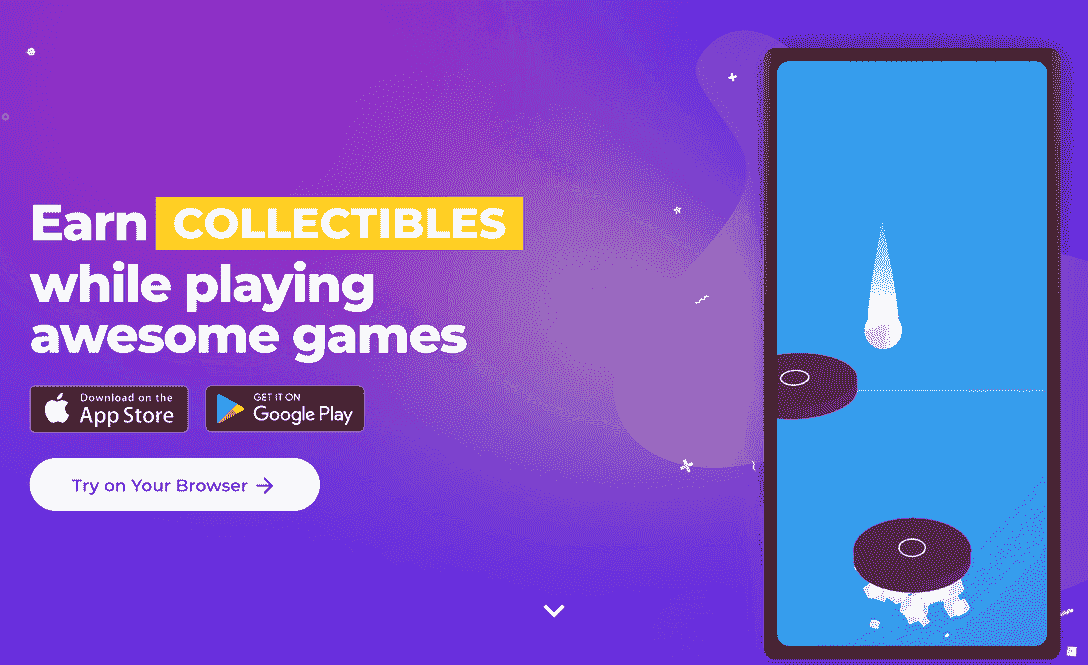 Earn COLLECTIBLES
while playing
awesome games
Download on the
App Store
GET IT ON
Google Play
Try on Your Browser